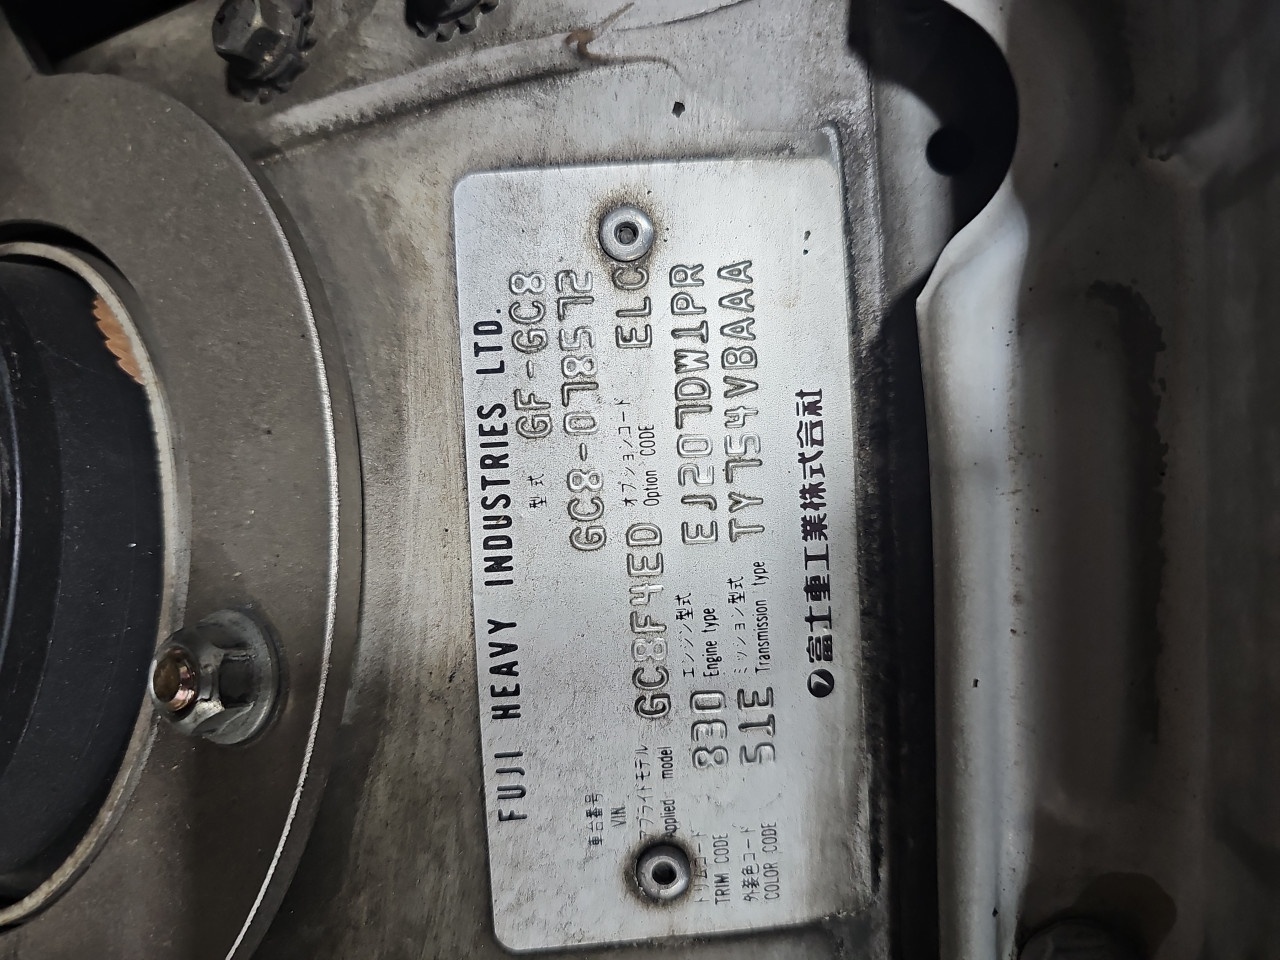 FUJI HEAVY INDUSTRIES LTD.
型式 GF-GC8
車台番号 VIN GC8-078572
アプライドモデル Applied model GC8F4ED オプションコード Option CODE ELC
トリムコード TRIM CODE 830 エンジン型式 Engine type EJ207DW1PR
外装色コード COLOR CODE 51E ミッション型式 Transmission type TY754VBAAA
富士重工業株式会社